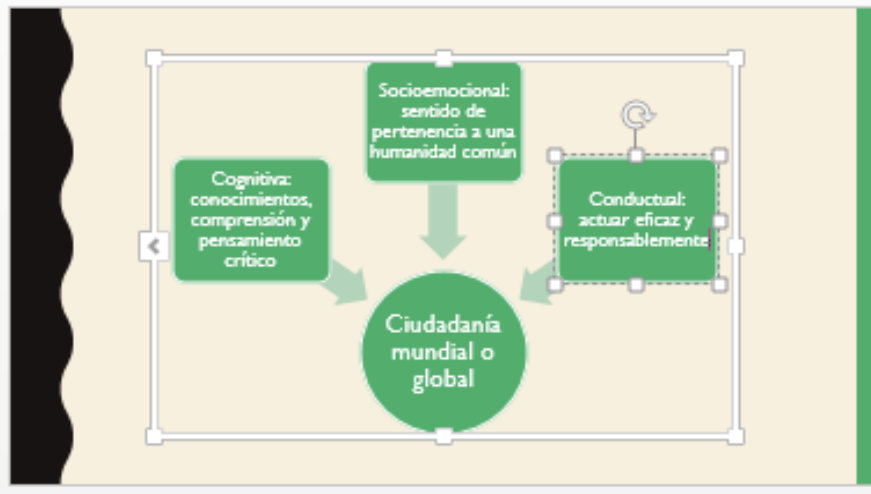 Socioemocional:
sentido de
pertenencia a una
humanidad común
Cognitiva:
conocimientos,
comprensión y
pensamiento
crítico
Conductual:
actuar eficaz y
responsablemente
Ciudadanía
mundial o
global